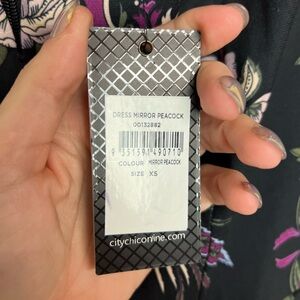 DRESS MIRROR PEACOCK
00132882
9 351591 490710
COLOUR MIRROR PEACOCK
SIZE XS
citychiconline.com